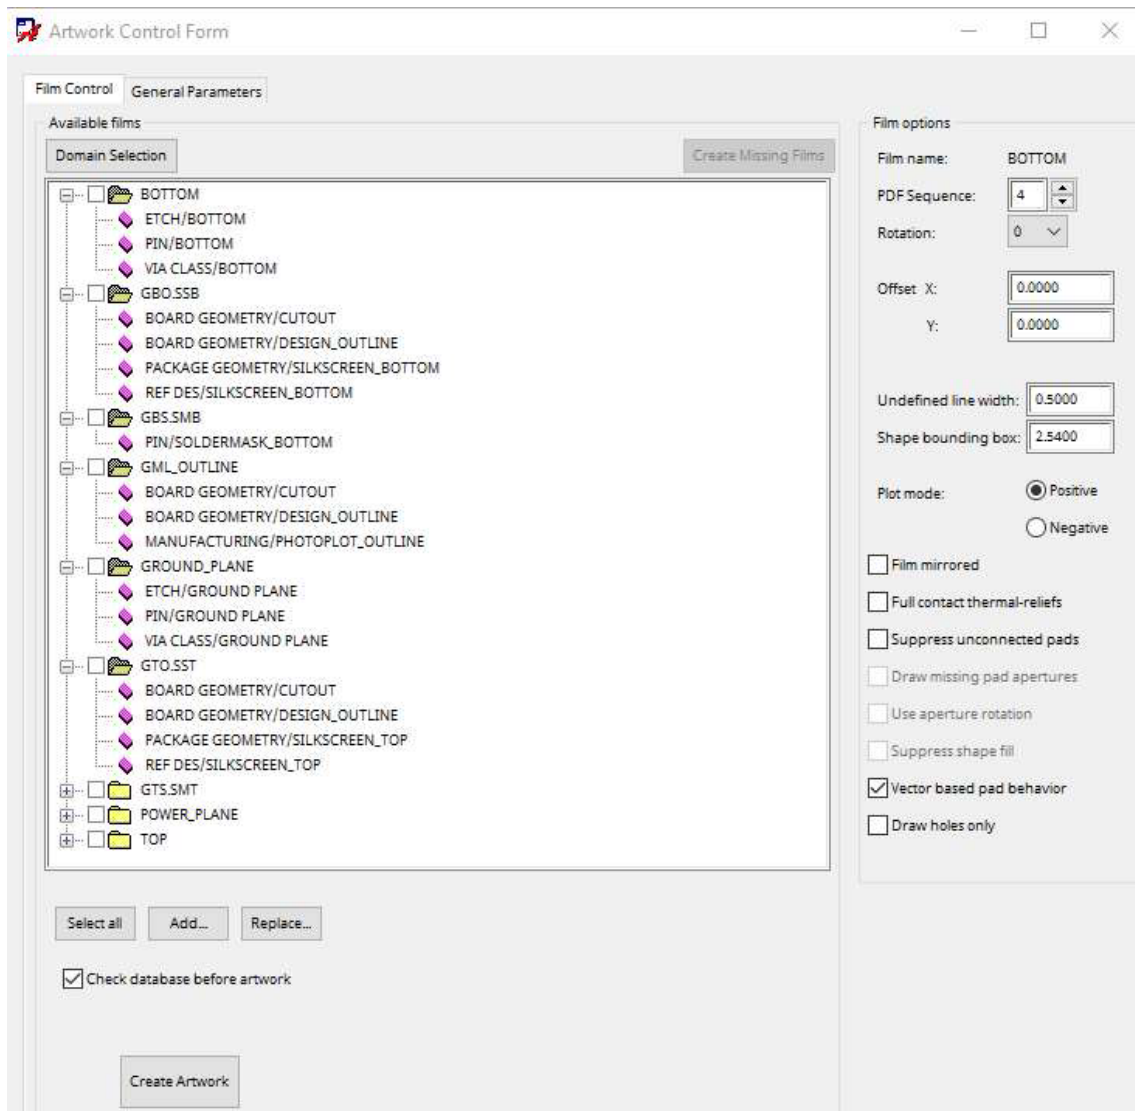 Artwork Control Form
Film Control General Parameters
Available films
Domain Selection Create Missing Films
BOTTOM
ETCH/BOTTOM
PIN/BOTTOM
VIA CLASS/BOTTOM
GBO.SSB
BOARD GEOMETRY/CUTOUT
BOARD GEOMETRY/DESIGN_OUTLINE
PACKAGE GEOMETRY/SILKSCREEN_BOTTOM
REF DES/SILKSCREEN_BOTTOM
GBS.SMB
PIN/SOLDERMASK_BOTTOM
GML_OUTLINE
BOARD GEOMETRY/CUTOUT
BOARD GEOMETRY/DESIGN_OUTLINE
MANUFACTURING/PHOTOPLOT_OUTLINE
GROUND_PLANE
ETCH/GROUND PLANE
PIN/GROUND PLANE
VIA CLASS/GROUND PLANE
GTO.SST
BOARD GEOMETRY/CUTOUT
BOARD GEOMETRY/DESIGN_OUTLINE
PACKAGE GEOMETRY/SILKSCREEN_TOP
REF DES/SILKSCREEN_TOP
GTS.SMT
POWER_PLANE
TOP
Select all Add... Replace...
Check database before artwork
Create Artwork
Film options
Film name: BOTTOM
PDF Sequence: 4
Rotation: 0
Offset X: 0.0000
Y: 0.0000
Undefined line width: 0.5000
Shape bounding box: 2.5400
Plot mode: Positive
Negative
Film mirrored
Full contact thermal-reliefs
Suppress unconnected pads
Draw missing pad apertures
Use aperture rotation
Suppress shape fill
Vector based pad behavior
Draw holes only